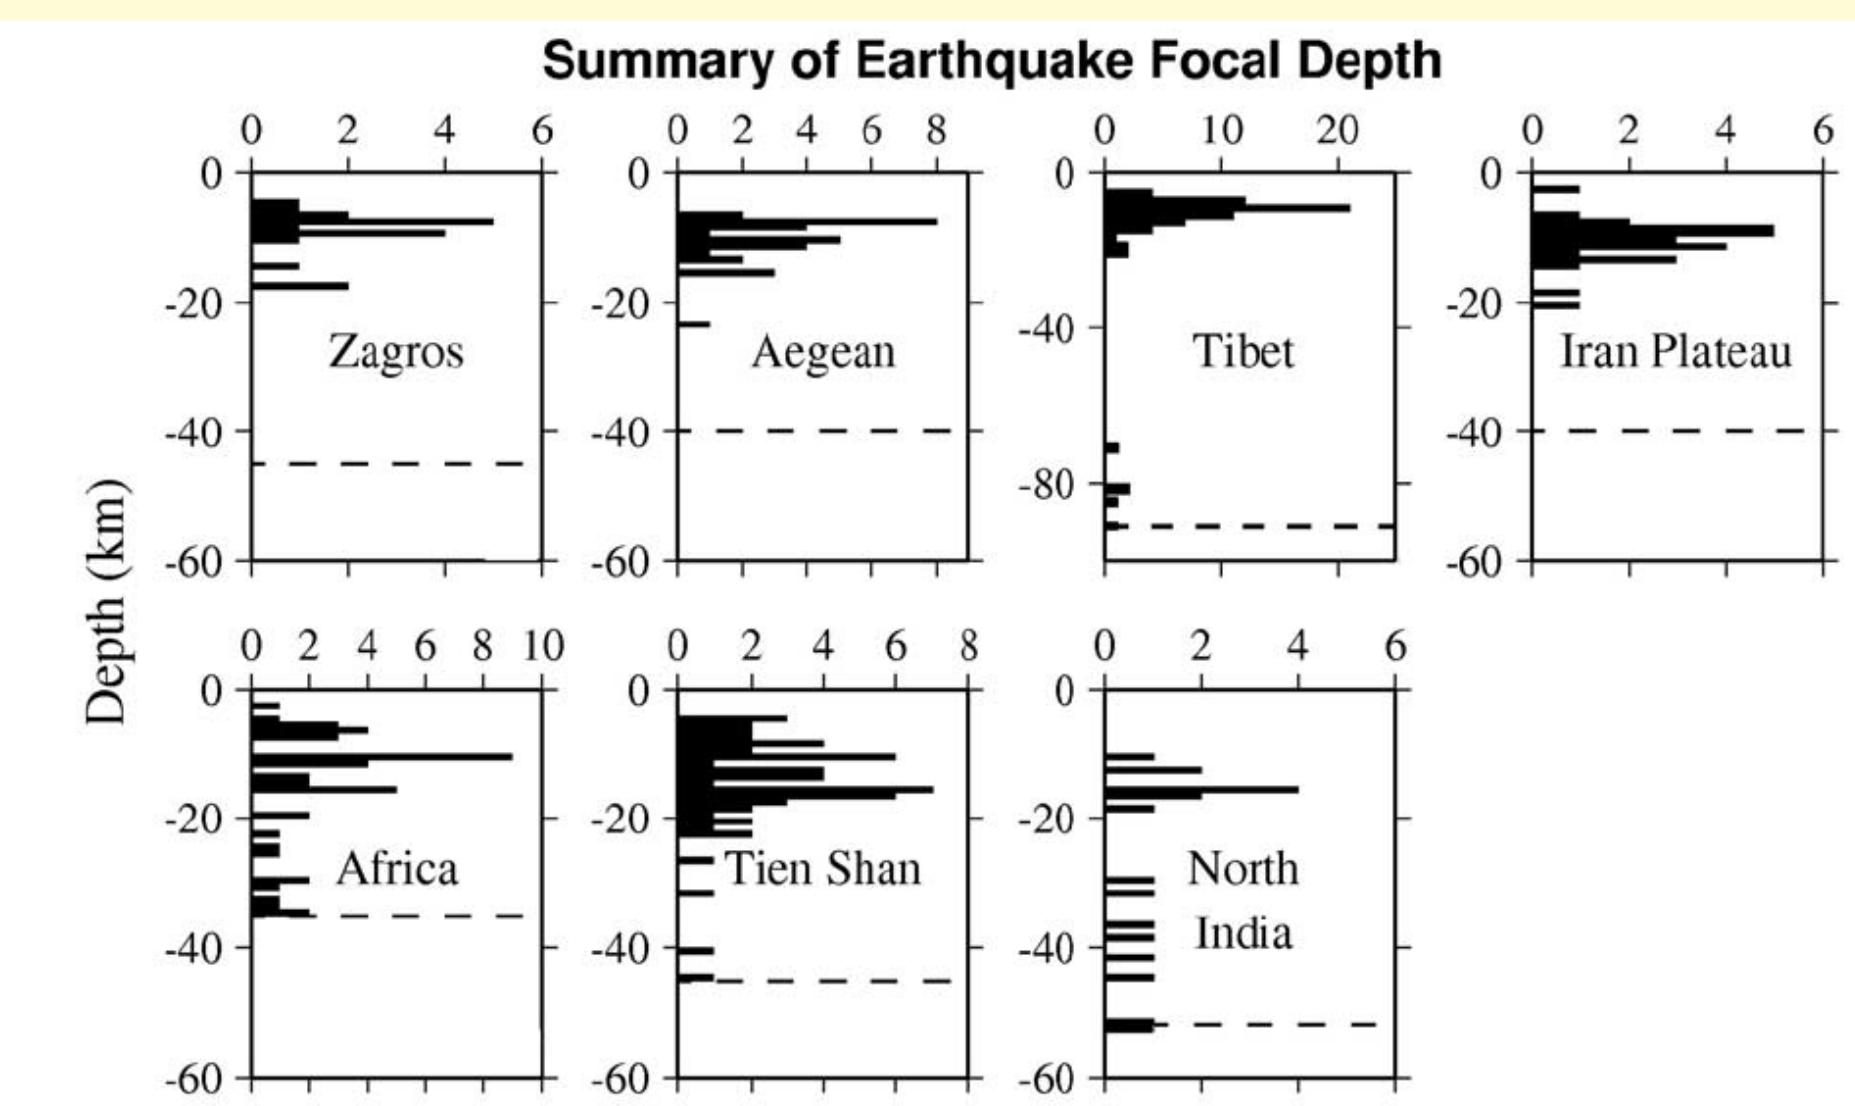 Summary of Earthquake Focal Depth
0 2 4 6
0 2 4 6 8
0 10 20
0 2 4 6
0
-20
-40
-60
Zagros
0
-20
-40
-60
Aegean
0
-40
-80
Tibet
0
-20
-40
-60
Iran Plateau
Depth (km)
0 2 4 6 8 10
0 2 4 6 8
0 2 4 6
0
-20
-40
-60
Africa
0
-20
-40
-60
Tien Shan
0
-20
-40
-60
North
India